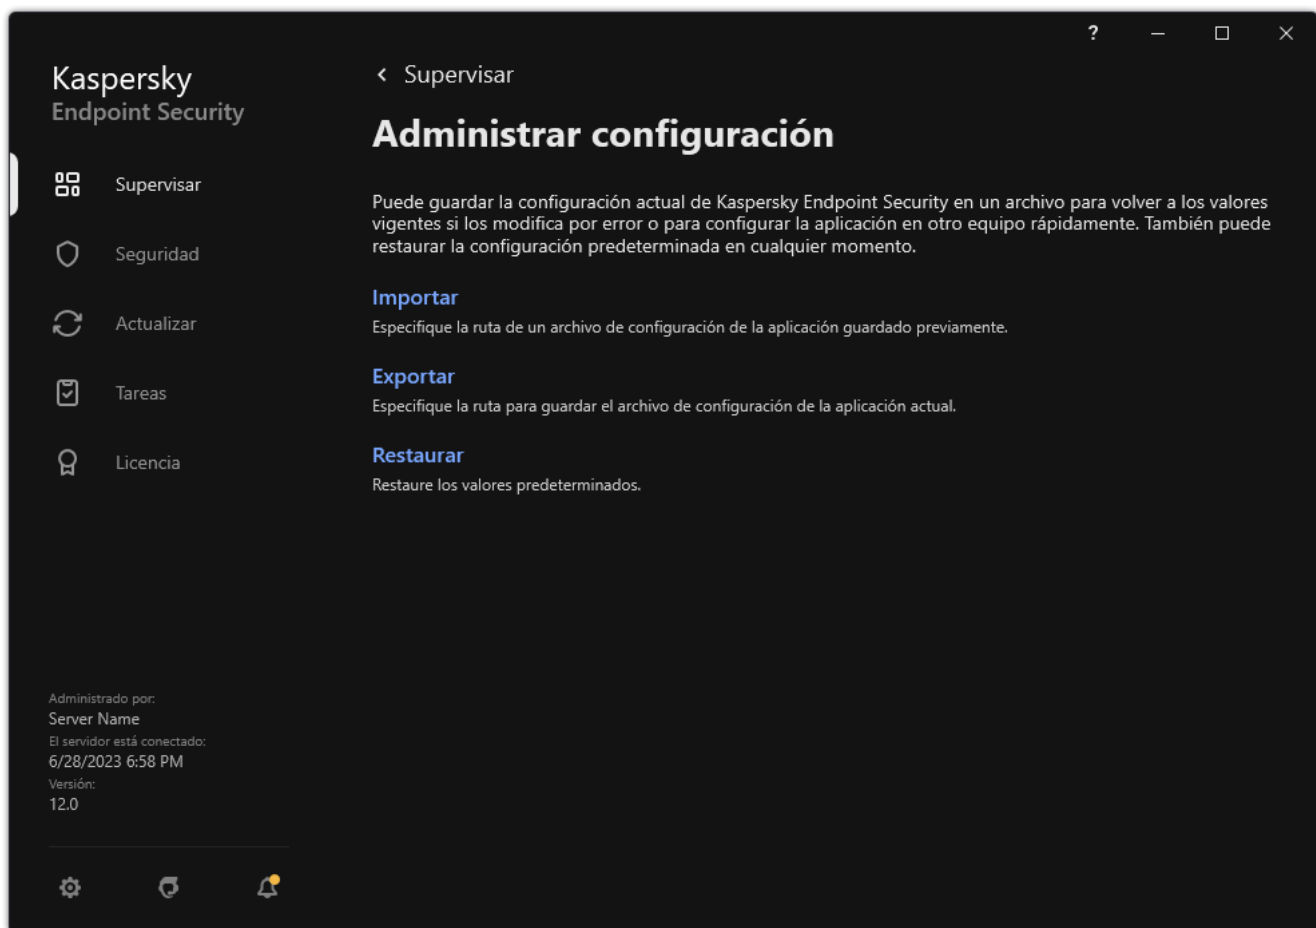 ?
Kaspersky
Endpoint Security
Supervisar
Seguridad
Actualizar
Tareas
Licencia
Administrado por:
Server Name
El servidor está conectado:
6/28/2023 6:58 PM
Versión:
12.0
Supervisar
Administrar configuración
Puede guardar la configuración actual de Kaspersky Endpoint Security en un archivo para volver a los valores
vigentes si los modifica por error o para configurar la aplicación en otro equipo rápidamente. También puede
restaurar la configuración predeterminada en cualquier momento.
Importar
Especifique la ruta de un archivo de configuración de la aplicación guardado previamente.
Exportar
Especifique la ruta para guardar el archivo de configuración de la aplicación actual.
Restaurar
Restaure los valores predeterminados.